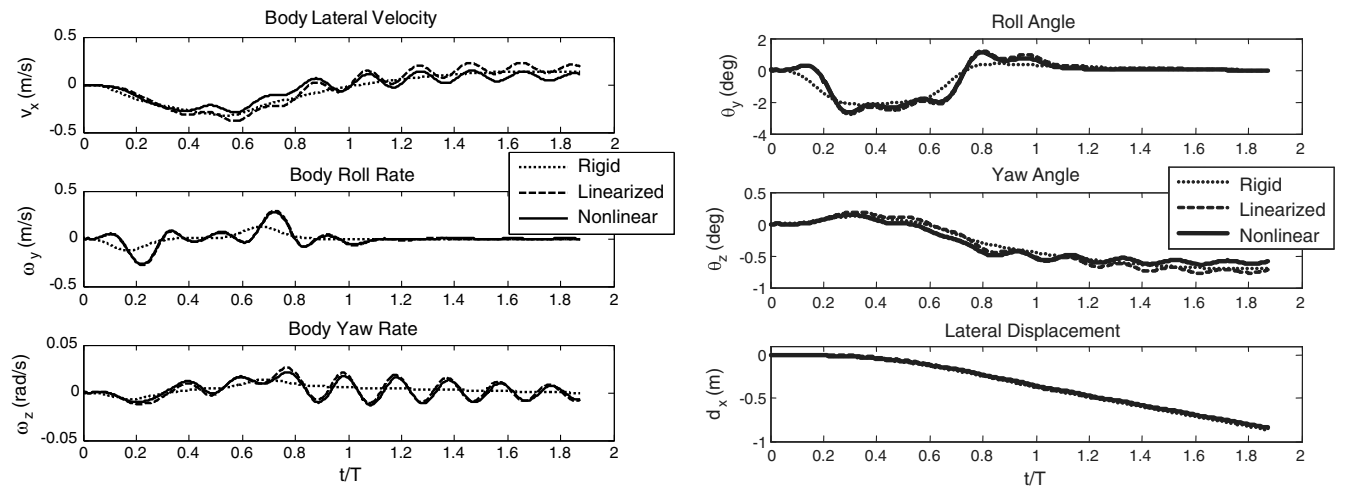 Body Lateral Velocity
0.5
0
-0.5
v_x (m/s)
0 0.2 0.4 0.6 0.8 1 1.2 1.4 1.6 1.8 2
Body Roll Rate
0.5
0
-0.5
ω_y (m/s)
0 0.2 0.4 0.6 0.8 1 1.2 1.4 1.6 1.8 2
Rigid
Linearized
Nonlinear
Body Yaw Rate
0.05
0
-0.05
ω_z (rad/s)
0 0.2 0.4 0.6 0.8 1 1.2 1.4 1.6 1.8 2
t/T
Roll Angle
2
0
-2
-4
θ_y (deg)
0 0.2 0.4 0.6 0.8 1 1.2 1.4 1.6 1.8 2
Yaw Angle
0.5
0
-0.5
-1
θ_z (deg)
0 0.2 0.4 0.6 0.8 1 1.2 1.4 1.6 1.8 2
Rigid
Linearized
Nonlinear
Lateral Displacement
0
-0.5
-1
d_x (m)
0 0.2 0.4 0.6 0.8 1 1.2 1.4 1.6 1.8 2
t/T